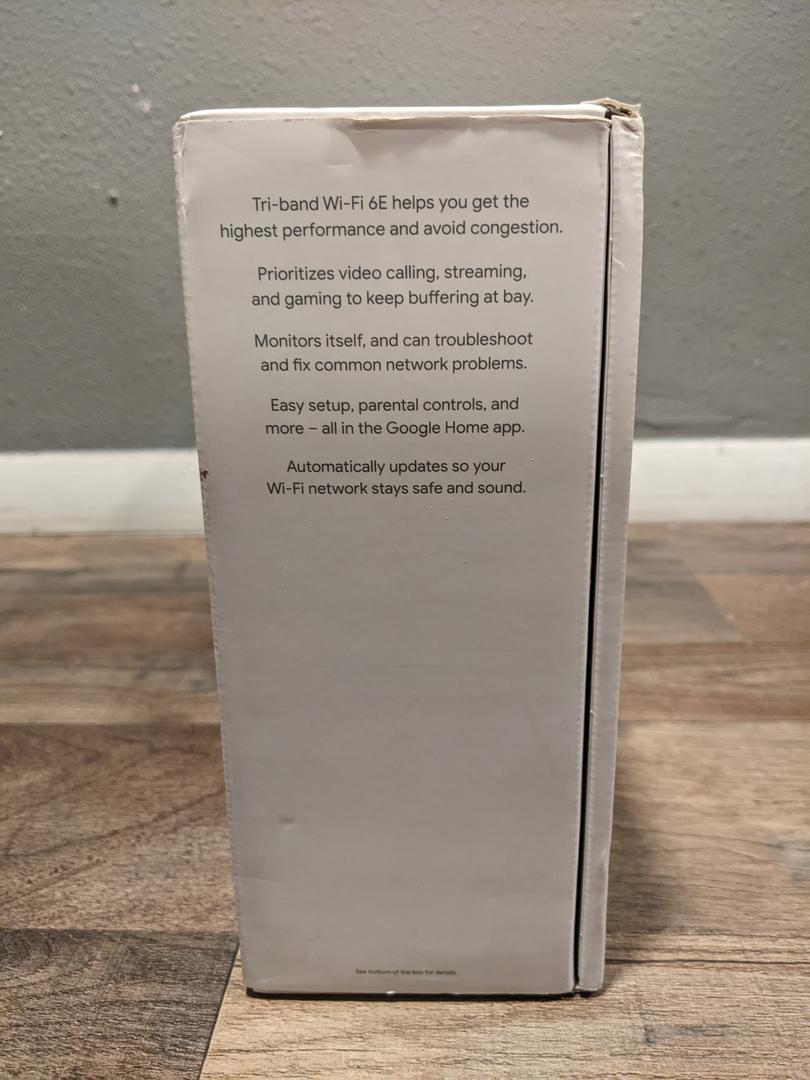 Tri-band Wi-Fi 6E helps you get the
highest performance and avoid congestion.
Prioritizes video calling, streaming,
and gaming to keep buffering at bay.
Monitors itself, and can troubleshoot
and fix common network problems.
Easy setup, parental controls, and
more – all in the Google Home app.
Automatically updates so your
Wi-Fi network stays safe and sound.
See bottom of the box for details.